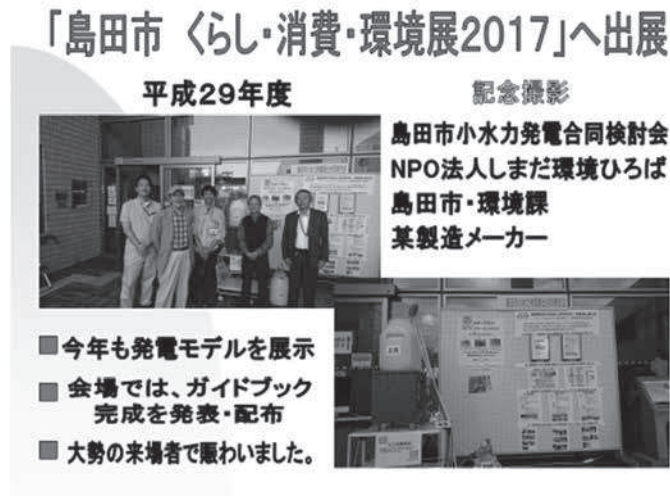 「島田市 くらし・消費・環境展2017」へ出展
平成29年度
記念撮影
島田市小水力発電合同検討会
NPO法人しまだ環境ひろば
島田市・環境課
某製造メーカー
■今年も発電モデルを展示
■会場では、ガイドブック
完成を発表・配布
■大勢の来場者で賑わいました。